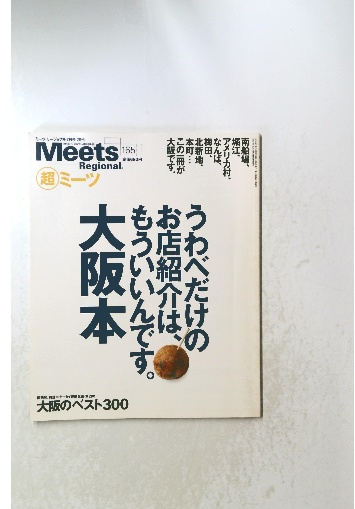 Meets
Regional
165
超ミーツ
南船場、
堀江、
アメリカ村、
なんば、
梅田、
北新地、
本町…
この一冊が
大阪です。
うわべだけの
お店紹介は、
もういいんです。
大阪本
大阪のベスト300